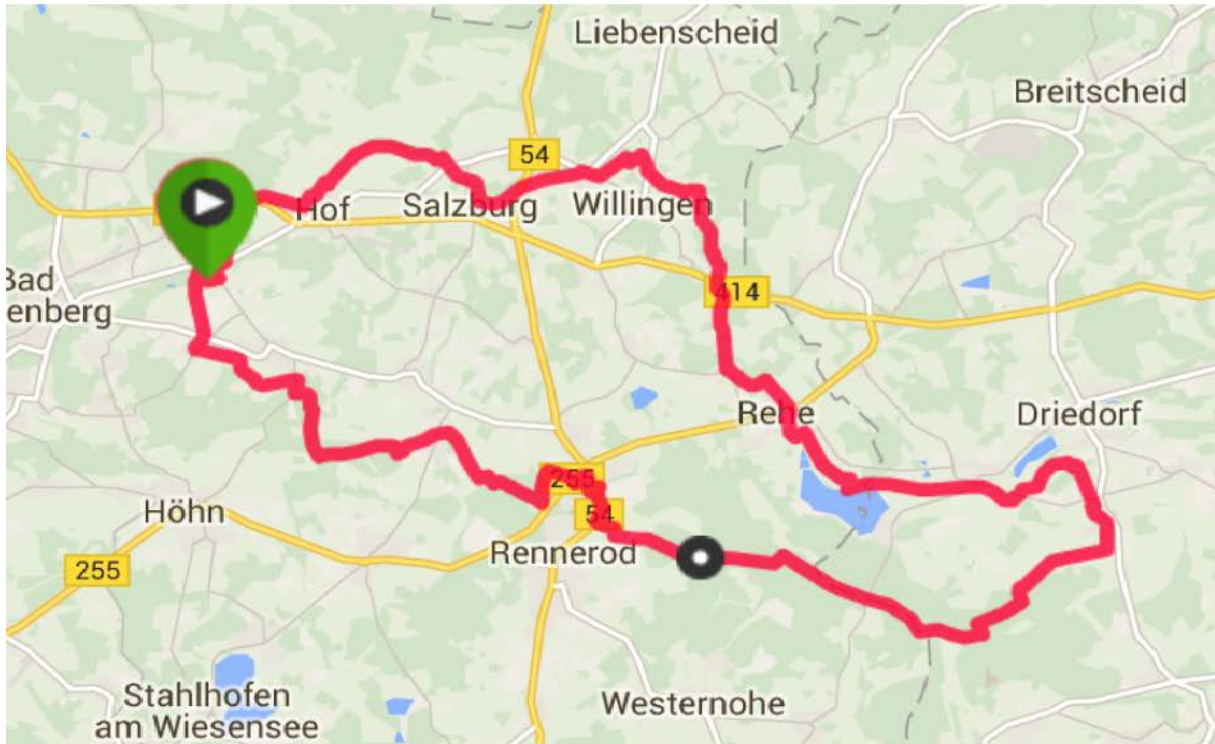 Liebenscheid
Breitscheid
54
Hof
Salzburg
Willingen
Bad
enberg
414
Rehe
Driedorf
255
Höhn
54
Rennerod
255
Stahlhofen
am Wiesensee
Westernohe